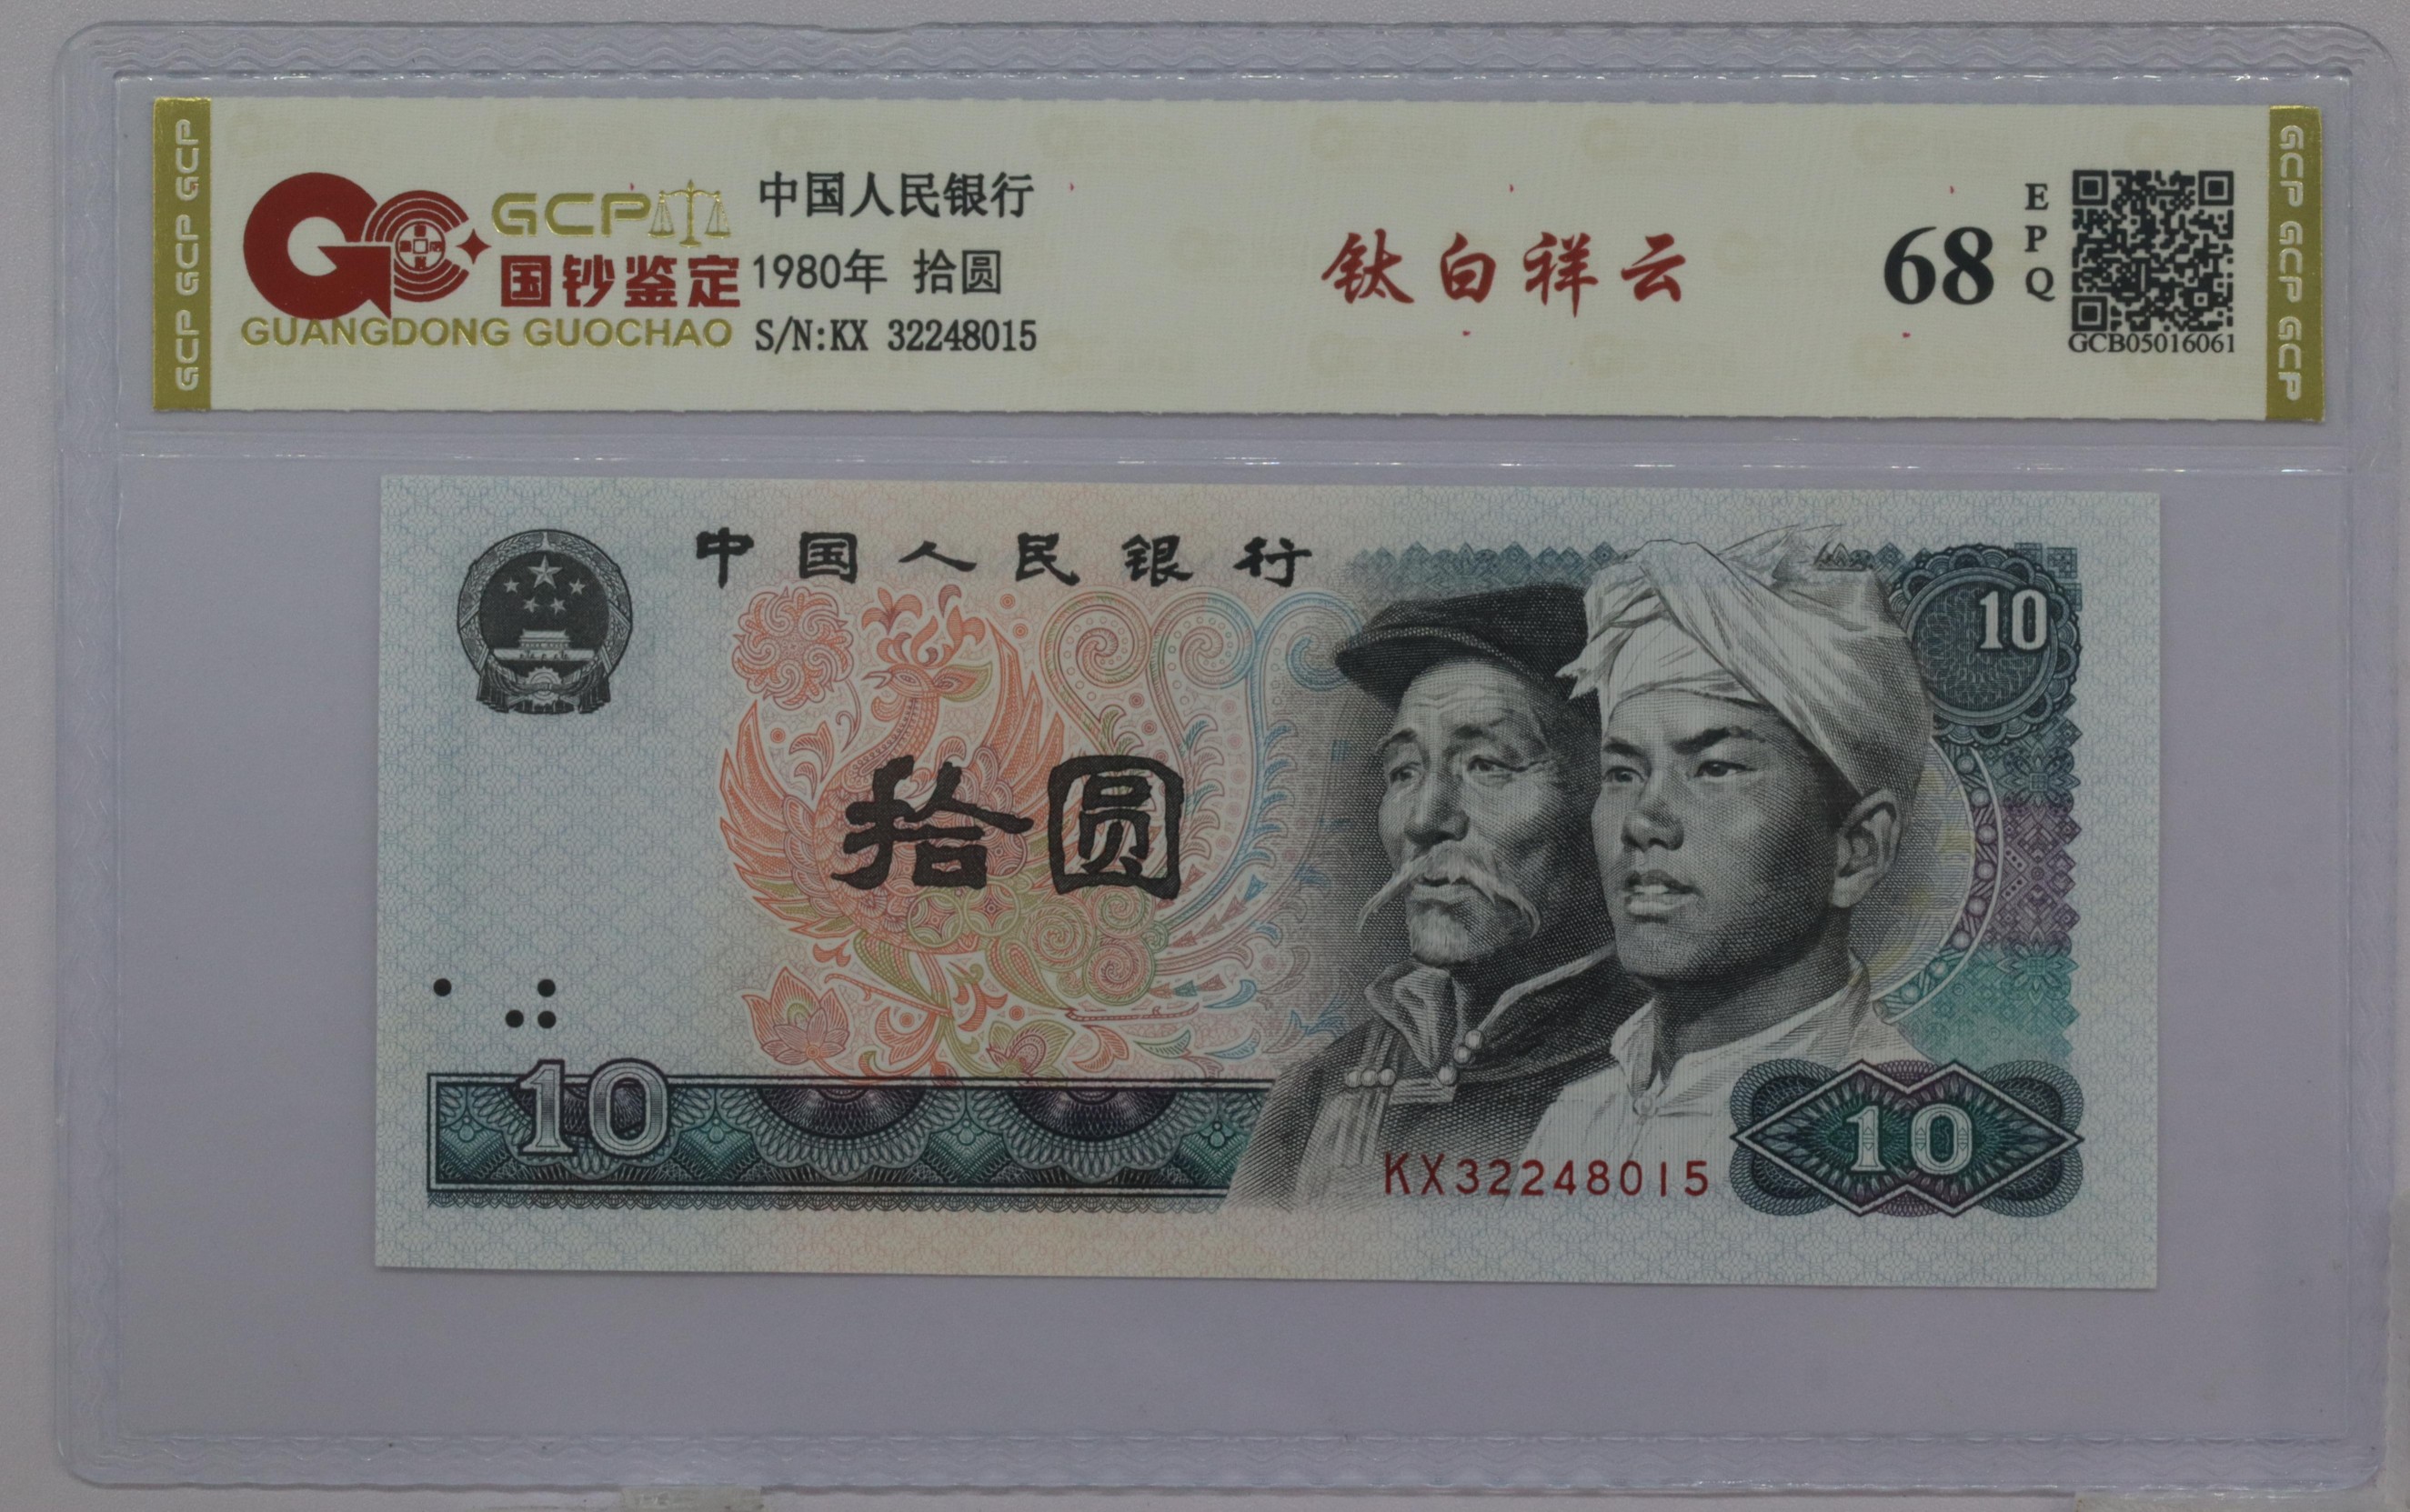 GCP GCP GCP
GCP
国钞鉴定
GUANGDONG GUOCHAO
中国人民银行
1980年 拾圆
S/N:KX 32248015
钛白祥云
68
EPQ
GCB05016061
GCP GCP GCP
中国人民银行
10
拾圆
10
KX32248015
10